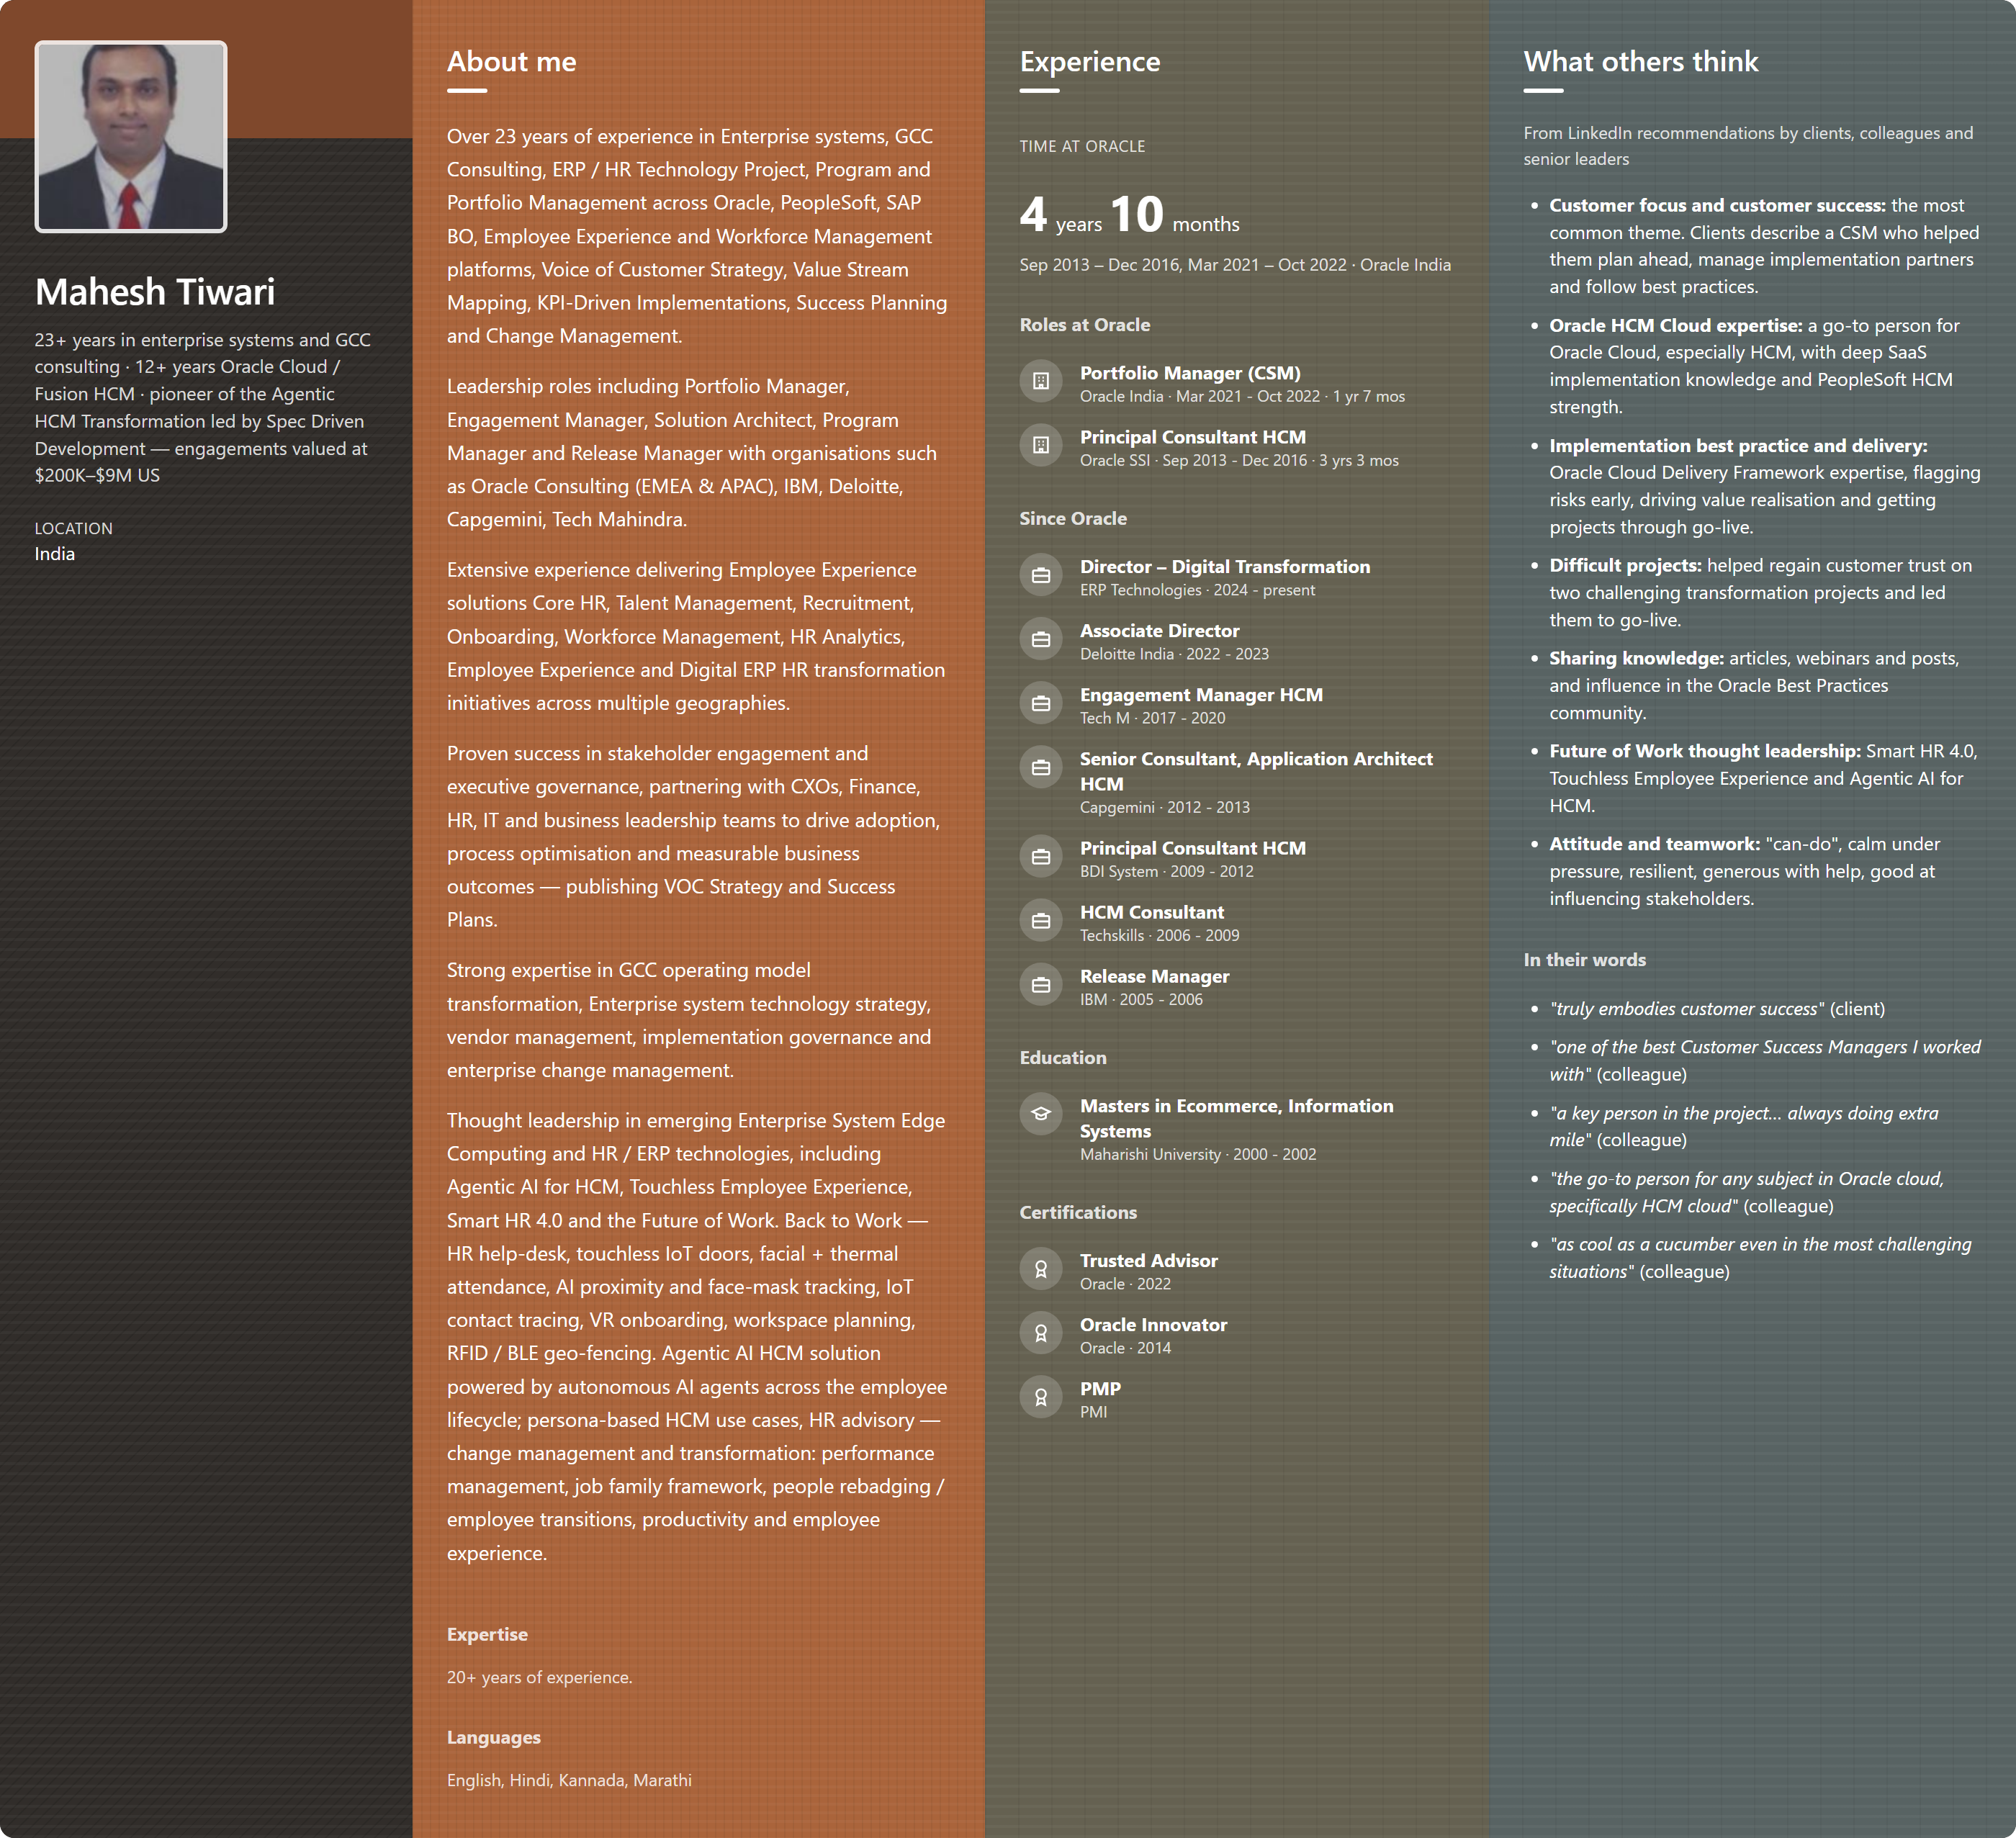 Mahesh Tiwari
23+ years in enterprise systems and GCC
consulting · 12+ years Oracle Cloud /
Fusion HCM · pioneer of the Agentic
HCM Transformation led by Spec Driven
Development — engagements valued at
$200K–$9M US
LOCATION
India
About me
Over 23 years of experience in Enterprise systems, GCC
Consulting, ERP / HR Technology Project, Program and
Portfolio Management across Oracle, PeopleSoft, SAP
BO, Employee Experience and Workforce Management
platforms, Voice of Customer Strategy, Value Stream
Mapping, KPI-Driven Implementations, Success Planning
and Change Management.
Leadership roles including Portfolio Manager,
Engagement Manager, Solution Architect, Program
Manager and Release Manager with organisations such
as Oracle Consulting (EMEA & APAC), IBM, Deloitte,
Capgemini, Tech Mahindra.
Extensive experience delivering Employee Experience
solutions Core HR, Talent Management, Recruitment,
Onboarding, Workforce Management, HR Analytics,
Employee Experience and Digital ERP HR transformation
initiatives across multiple geographies.
Proven success in stakeholder engagement and
executive governance, partnering with CXOs, Finance,
HR, IT and business leadership teams to drive adoption,
process optimisation and measurable business
outcomes — publishing VOC Strategy and Success
Plans.
Strong expertise in GCC operating model
transformation, Enterprise system technology strategy,
vendor management, implementation governance and
enterprise change management.
Thought leadership in emerging Enterprise System Edge
Computing and HR / ERP technologies, including
Agentic AI for HCM, Touchless Employee Experience,
Smart HR 4.0 and the Future of Work. Back to Work —
HR help-desk, touchless IoT doors, facial + thermal
attendance, AI proximity and face-mask tracking, IoT
contact tracing, VR onboarding, workspace planning,
RFID / BLE geo-fencing. Agentic AI HCM solution
powered by autonomous AI agents across the employee
lifecycle; persona-based HCM use cases, HR advisory —
change management and transformation: performance
management, job family framework, people rebadging /
employee transitions, productivity and employee
experience.
Expertise
20+ years of experience.
Languages
English, Hindi, Kannada, Marathi
Experience
TIME AT ORACLE
4 years 10 months
Sep 2013 – Dec 2016, Mar 2021 – Oct 2022 · Oracle India
Roles at Oracle
Portfolio Manager (CSM)
Oracle India · Mar 2021 - Oct 2022 · 1 yr 7 mos
Principal Consultant HCM
Oracle SSI · Sep 2013 - Dec 2016 · 3 yrs 3 mos
Since Oracle
Director – Digital Transformation
ERP Technologies · 2024 - present
Associate Director
Deloitte India · 2022 - 2023
Engagement Manager HCM
Tech M · 2017 - 2020
Senior Consultant, Application Architect
HCM
Capgemini · 2012 - 2013
Principal Consultant HCM
BDI System · 2009 - 2012
HCM Consultant
Techskills · 2006 - 2009
Release Manager
IBM · 2005 - 2006
Education
Masters in Ecommerce, Information
Systems
Maharishi University · 2000 - 2002
Certifications
Trusted Advisor
Oracle · 2022
Oracle Innovator
Oracle · 2014
PMP
PMI
What others think
From LinkedIn recommendations by clients, colleagues and
senior leaders
• Customer focus and customer success: the most
common theme. Clients describe a CSM who helped
them plan ahead, manage implementation partners
and follow best practices.
• Oracle HCM Cloud expertise: a go-to person for
Oracle Cloud, especially HCM, with deep SaaS
implementation knowledge and PeopleSoft HCM
strength.
• Implementation best practice and delivery:
Oracle Cloud Delivery Framework expertise, flagging
risks early, driving value realisation and getting
projects through go-live.
• Difficult projects: helped regain customer trust on
two challenging transformation projects and led
them to go-live.
• Sharing knowledge: articles, webinars and posts,
and influence in the Oracle Best Practices
community.
• Future of Work thought leadership: Smart HR 4.0,
Touchless Employee Experience and Agentic AI for
HCM.
• Attitude and teamwork: "can-do", calm under
pressure, resilient, generous with help, good at
influencing stakeholders.
In their words
• "truly embodies customer success" (client)
• "one of the best Customer Success Managers I worked
with" (colleague)
• "a key person in the project... always doing extra
mile" (colleague)
• "the go-to person for any subject in Oracle cloud,
specifically HCM cloud" (colleague)
• "as cool as a cucumber even in the most challenging
situations" (colleague)